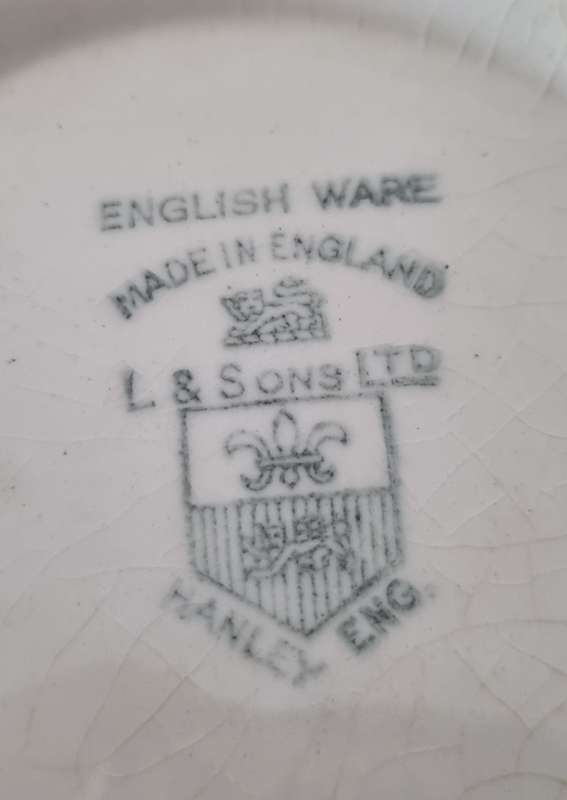 ENGLISH WARE
MADE IN ENGLAND
L & SONS LTD
HANLEY ENG.